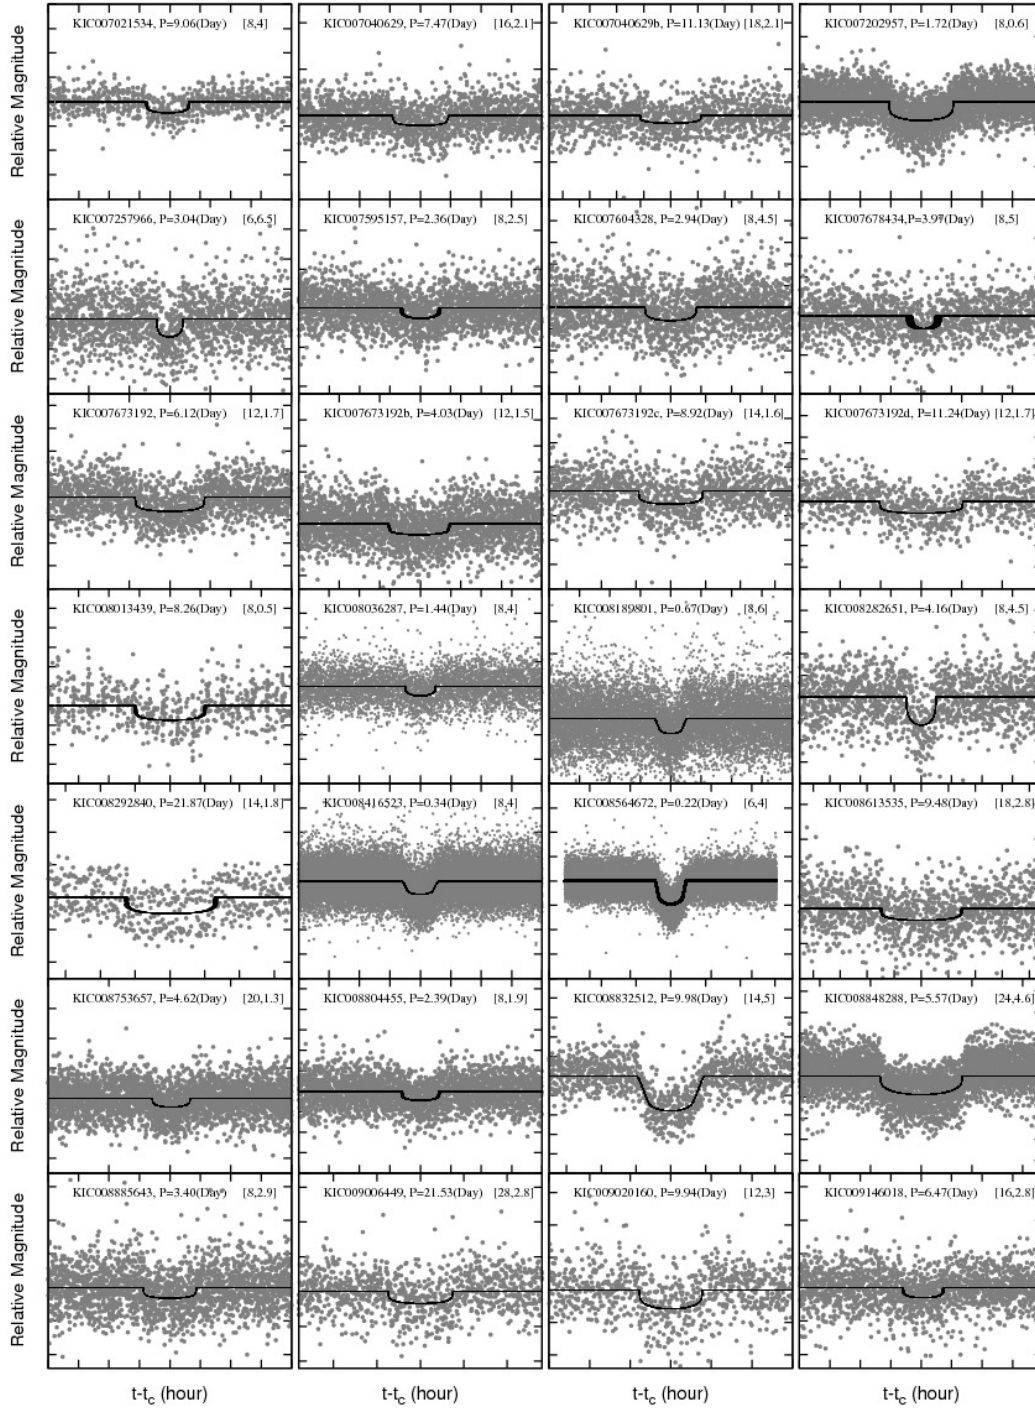 KIC007021534, P=9.06(Day) [8,4]
KIC007040629, P=7.47(Day) [16,2.1]
KIC007040629b, P=11.13(Day) [18,2.1]
KIC007202957, P=1.72(Day) [8,0.6]
Relative Magnitude
KIC007257966, P=3.04(Day) [6,6.5]
KIC007595157, P=2.36(Day) [8,2.5]
KIC007604328, P=2.94(Day) [8,4.5]
KIC007678434,P=3.97(Day) [8,5]
Relative Magnitude
KIC007673192, P=6.12(Day) [12,1.7]
KIC007673192b, P=4.03(Day) [12,1.5]
KIC007673192c, P=8.92(Day) [14,1.6]
KIC007673192d, P=11.24(Day) [12,1.7]
Relative Magnitude
KIC008013439, P=8.26(Day) [8,0.5]
KIC008036287, P=1.44(Day) [8,4]
KIC008189801, P=0.67(Day) [8,6]
KIC008282651, P=4.16(Day) [8,4.5]
Relative Magnitude
KIC008292840, P=21.87(Day) [14,1.8]
KIC008416523, P=0.34(Day) [8,4]
KIC008564672, P=0.22(Day) [6,4]
KIC008613535, P=9.48(Day) [18,2.8]
Relative Magnitude
KIC008753657, P=4.62(Day) [20,1.3]
KIC008804455, P=2.39(Day) [8,1.9]
KIC008832512, P=9.98(Day) [14,5]
KIC008848288, P=5.57(Day) [24,4.6]
Relative Magnitude
KIC008885643, P=3.40(Day) [8,2.9]
KIC009006449, P=21.53(Day) [28,2.8]
KIC009020160, P=9.94(Day) [12,3]
KIC009146018, P=6.47(Day) [16,2.8]
Relative Magnitude
t-tc (hour)
t-tc (hour)
t-tc (hour)
t-tc (hour)